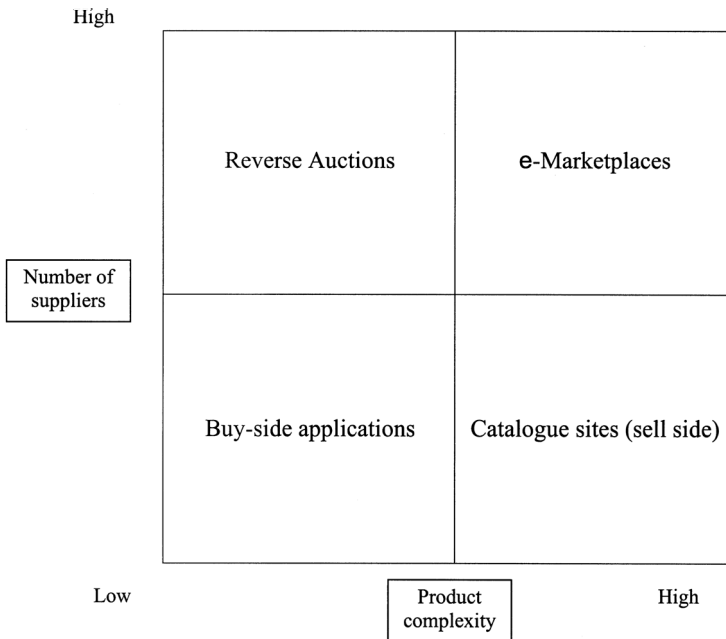 High
Reverse Auctions
e-Marketplaces
Number of
suppliers
Buy-side applications
Catalogue sites (sell side)
Low
Product
complexity
High